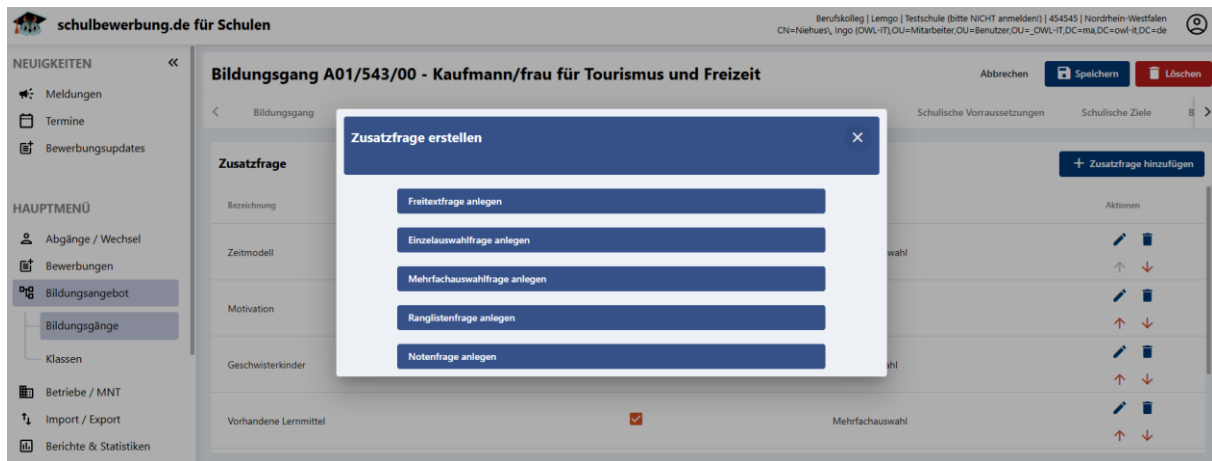 schulbewerbung.de für Schulen
Berufskolleg | Lemgo | Testschule (bitte NICHT anmelden!) | 454545 | Nordrhein-Westfalen
CN=Niehues\, Ingo (OWL-IT),OU=Mitarbeiter,OU=Benutzer,OU=_OWL-IT,DC=ma,DC=owl-it,DC=de
NEUIGKEITEN
Meldungen
Termine
Bewerbungsupdates
HAUPTMENÜ
Abgänge / Wechsel
Bewerbungen
Bildungsangebot
Bildungsgänge
Klassen
Betriebe / MNT
Import / Export
Berichte & Statistiken
Bildungsgang A01/543/00 - Kaufmann/frau für Tourismus und Freizeit
Abbrechen
Speichern
Löschen
Bildungsgang
Schulische Vorraussetzungen
Schulische Ziele
B
Zusatzfrage
+ Zusatzfrage hinzufügen
Bezeichnung
Aktionen
Zeitmodell
wahl
Motivation
Geschwisterkinder
ahl
Vorhandene Lernmittel
Mehrfachauswahl
Zusatzfrage erstellen
Freitextfrage anlegen
Einzelauswahlfrage anlegen
Mehrfachauswahlfrage anlegen
Ranglistenfrage anlegen
Notenfrage anlegen